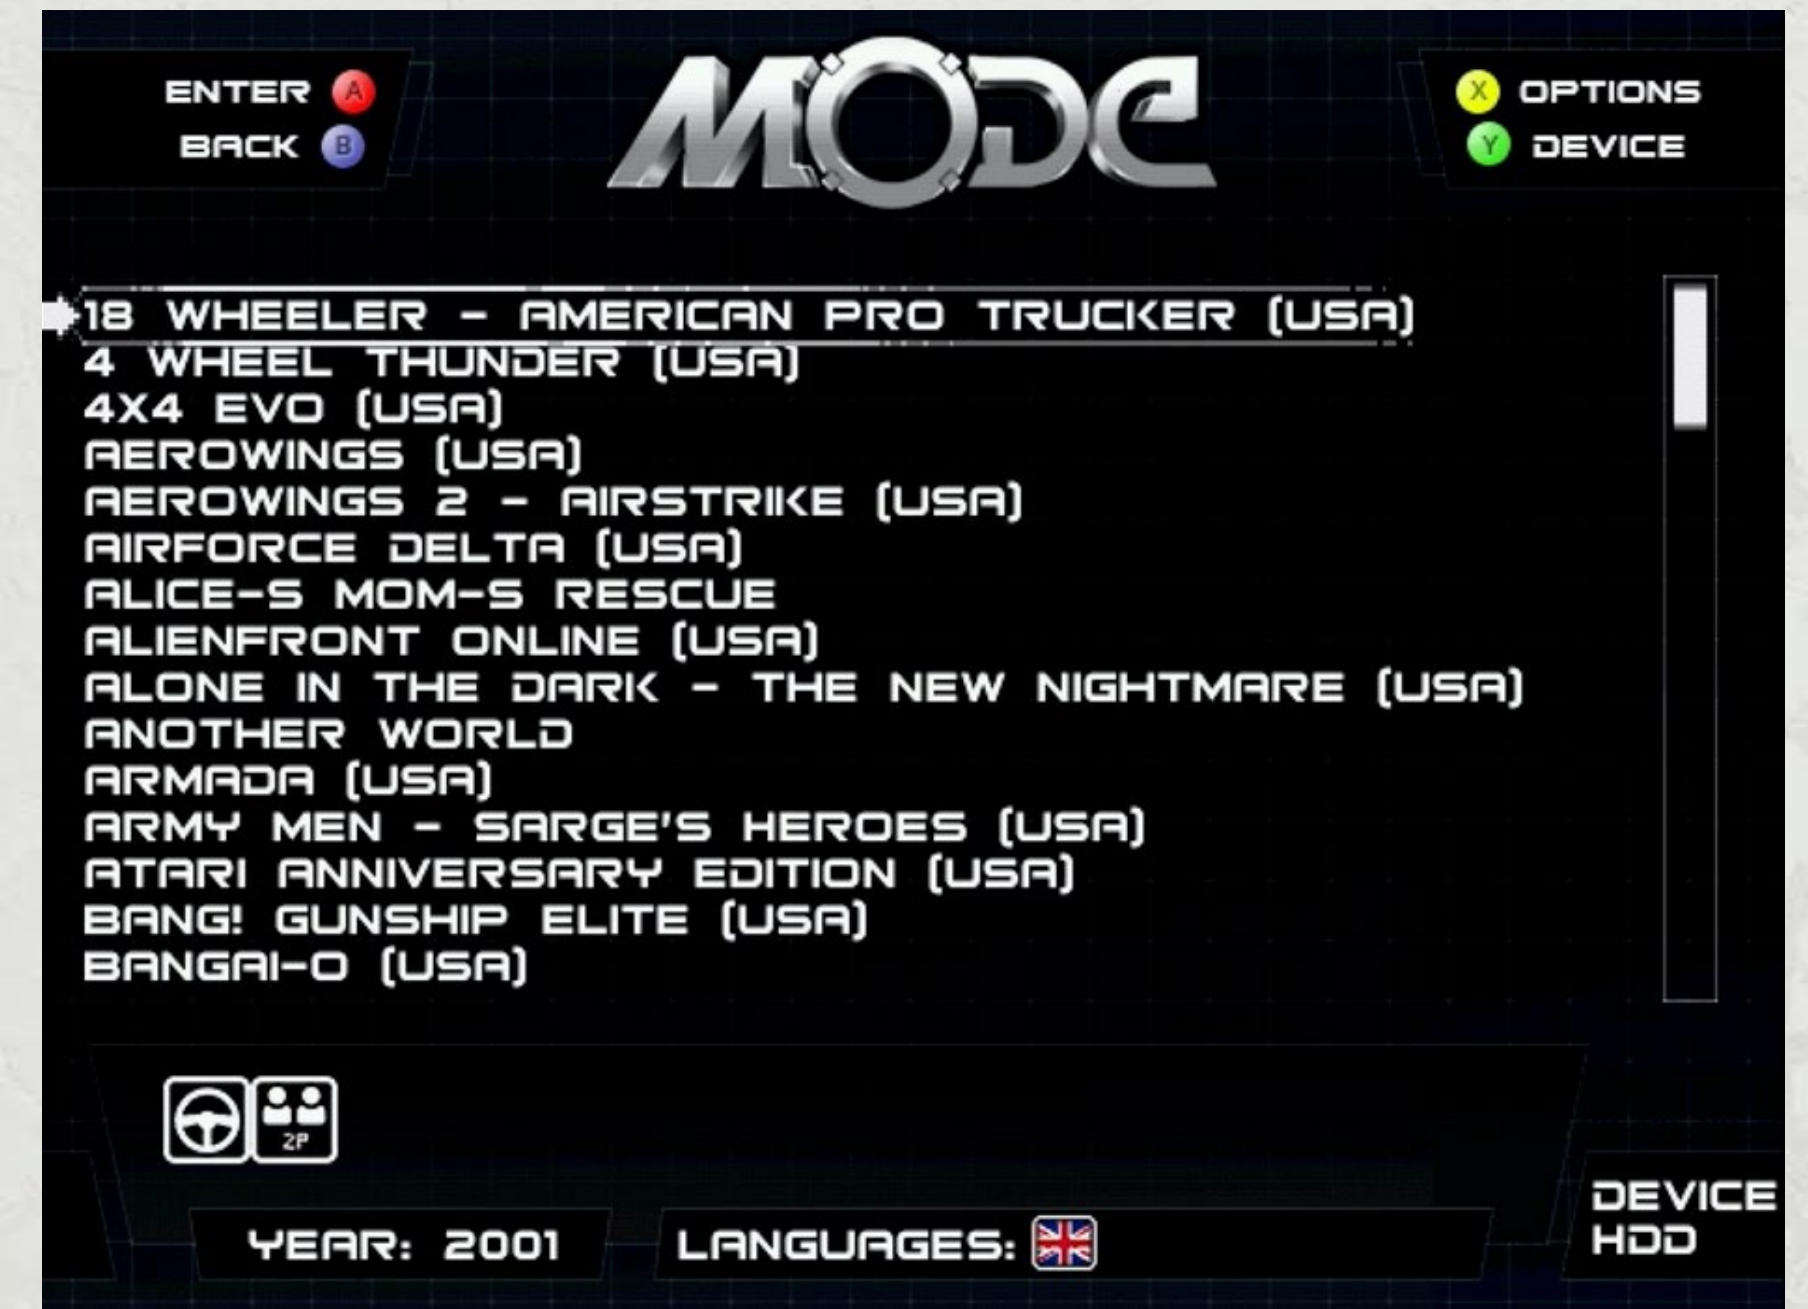 ENTER A
BACK B
MODE
X OPTIONS
Y DEVICE
18 WHEELER - AMERICAN PRO TRUCKER (USA)
4 WHEEL THUNDER (USA)
4X4 EVO (USA)
AEROWINGS (USA)
AEROWINGS 2 - AIRSTRIKE (USA)
AIRFORCE DELTA (USA)
ALICE-S MOM-S RESCUE
ALIENFRONT ONLINE (USA)
ALONE IN THE DARK - THE NEW NIGHTMARE (USA)
ANOTHER WORLD
ARMADA (USA)
ARMY MEN - SARGE'S HEROES (USA)
ATARI ANNIVERSARY EDITION (USA)
BANG! GUNSHIP ELITE (USA)
BANGAI-O (USA)
2P
YEAR: 2001
LANGUAGES:
DEVICE
HDD